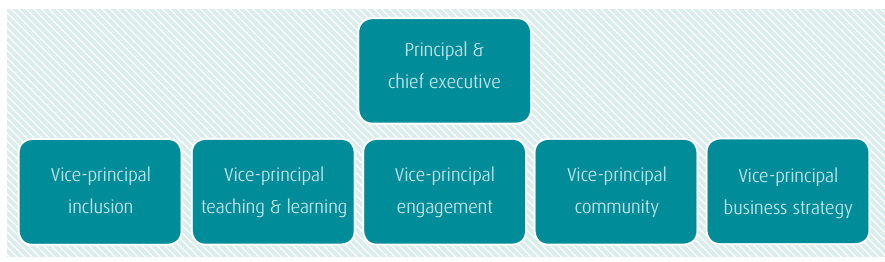 Principal &
chief executive
Vice-principal
inclusion
Vice-principal
teaching & learning
Vice-principal
engagement
Vice-principal
community
Vice-principal
business strategy